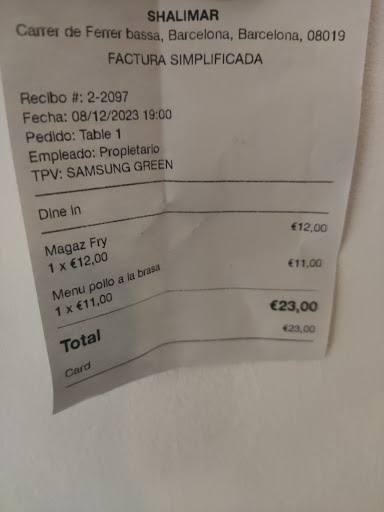 SHALIMAR
Carrer de Ferrer bassa, Barcelona, Barcelona, 08019
FACTURA SIMPLIFICADA
Recibo #: 2-2097
Fecha: 08/12/2023 19:00
Pedido: Table 1
Empleado: Propietario
TPV: SAMSUNG GREEN
Dine in
Magaz Fry €12,00
1 x €12,00
Menu pollo a la brasa €11,00
1 x €11,00
Total €23,00
Card €23,00